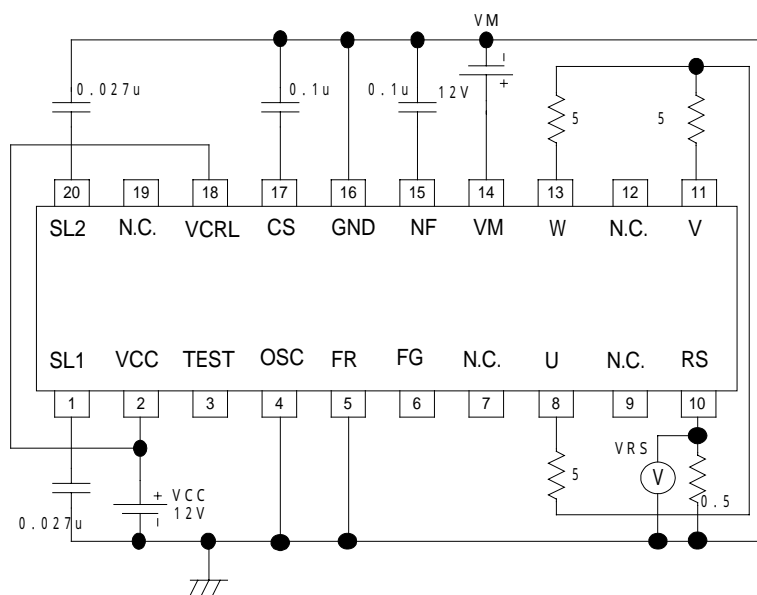 VM
0.027u 0.1u 0.1u 12V - + 5 5
20 19 18 17 16 15 14 13 12 11
SL2 N.C. VCRL CS GND NF VM W N.C. V
SL1 VCC TEST OSC FR FG N.C. U N.C. RS
1 2 3 4 5 6 7 8 9 10
VRS
V
0.027u + VCC 12V - 5 0.5